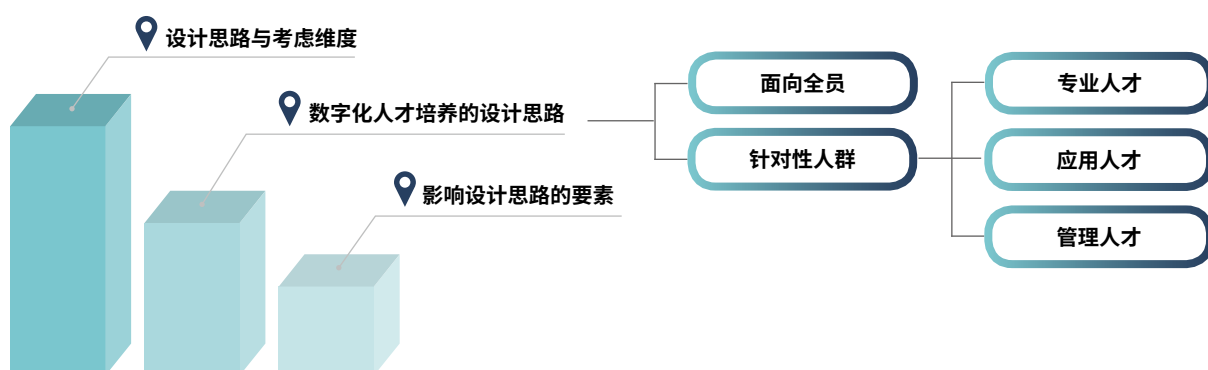 设计思路与考虑维度
数字化人才培养的设计思路
影响设计思路的要素
面向全员
针对性人群
专业人才
应用人才
管理人才